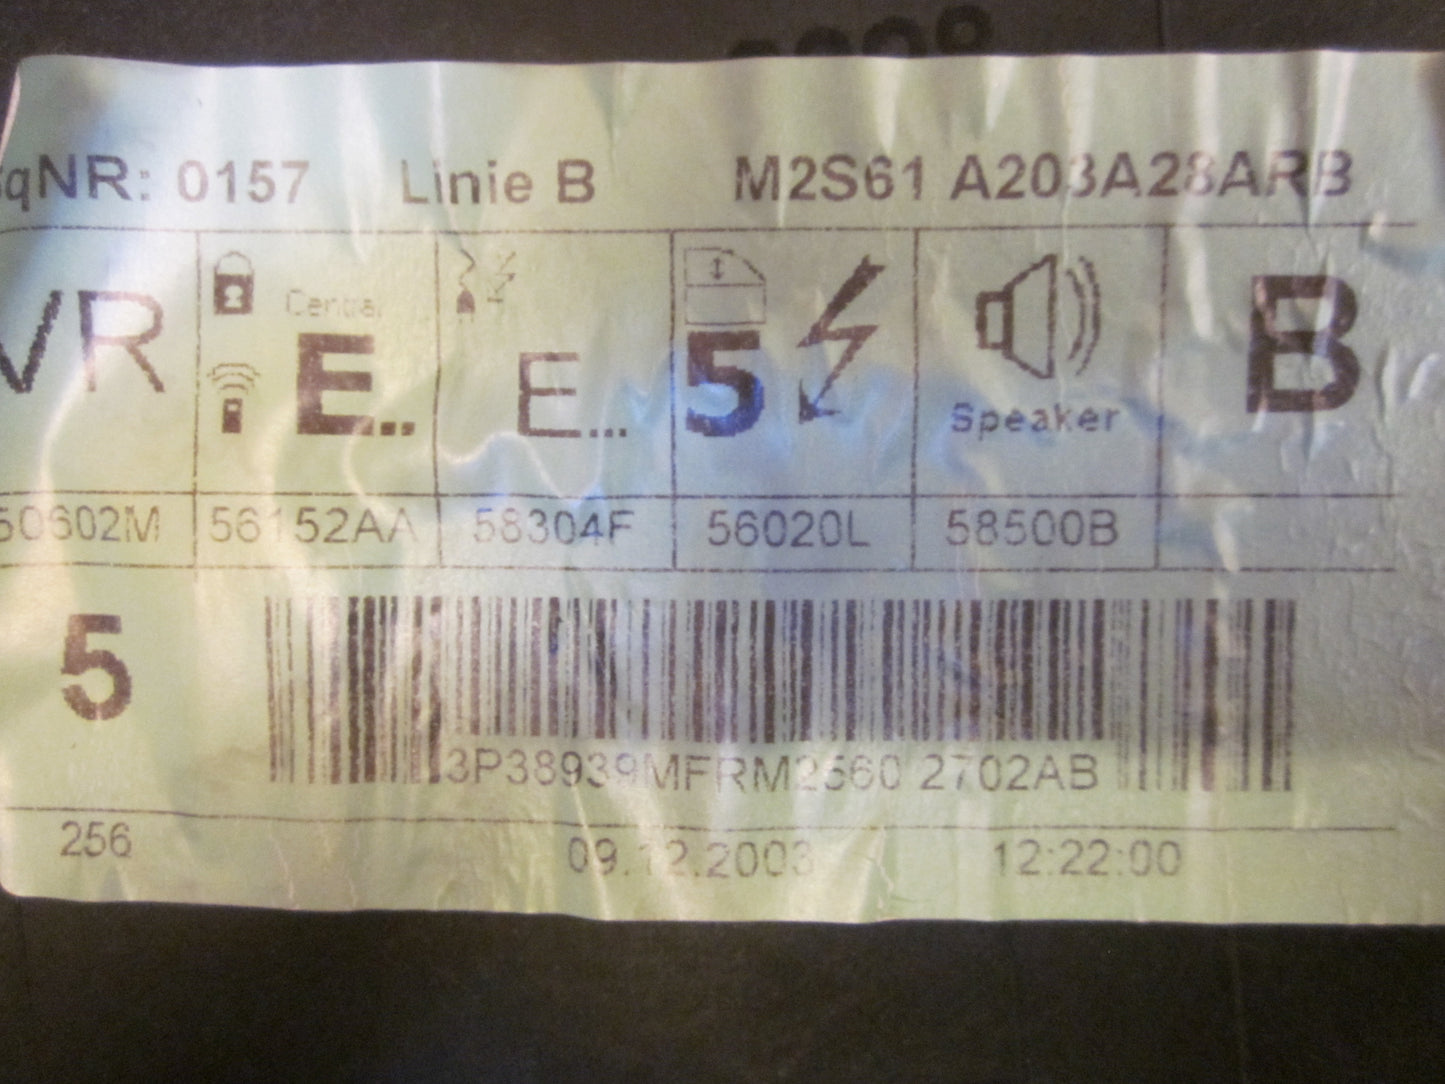 qNR: 0157 Linie B M2S61 A203A28ARB
VR
Central
E..
E...
5
Speaker
B
50602M 56152AA 58304F 56020L 58500B
5
3P38939MFRM2560 2702AB
256 09.12.2003 12:22:00